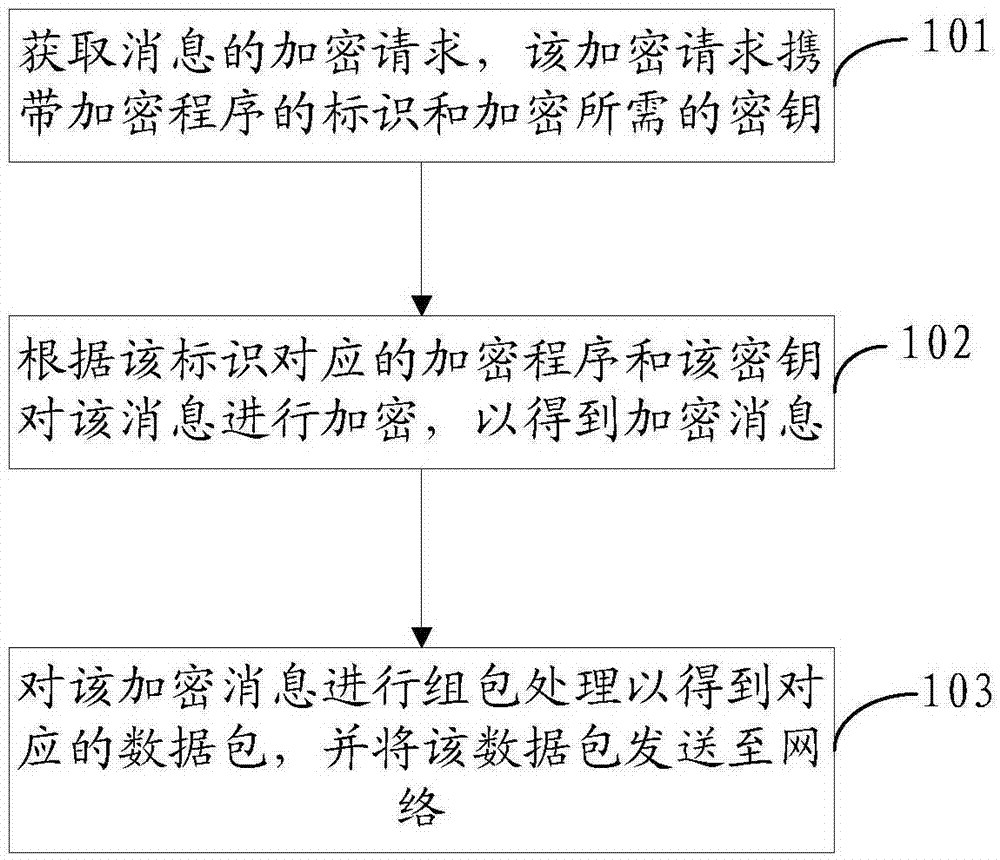 获取消息的加密请求，该加密请求携
带加密程序的标识和加密所需的密钥
101
根据该标识对应的加密程序和该密钥
对该消息进行加密，以得到加密消息
102
对该加密消息进行组包处理以得到对
应的数据包，并将该数据包发送至网
络
103